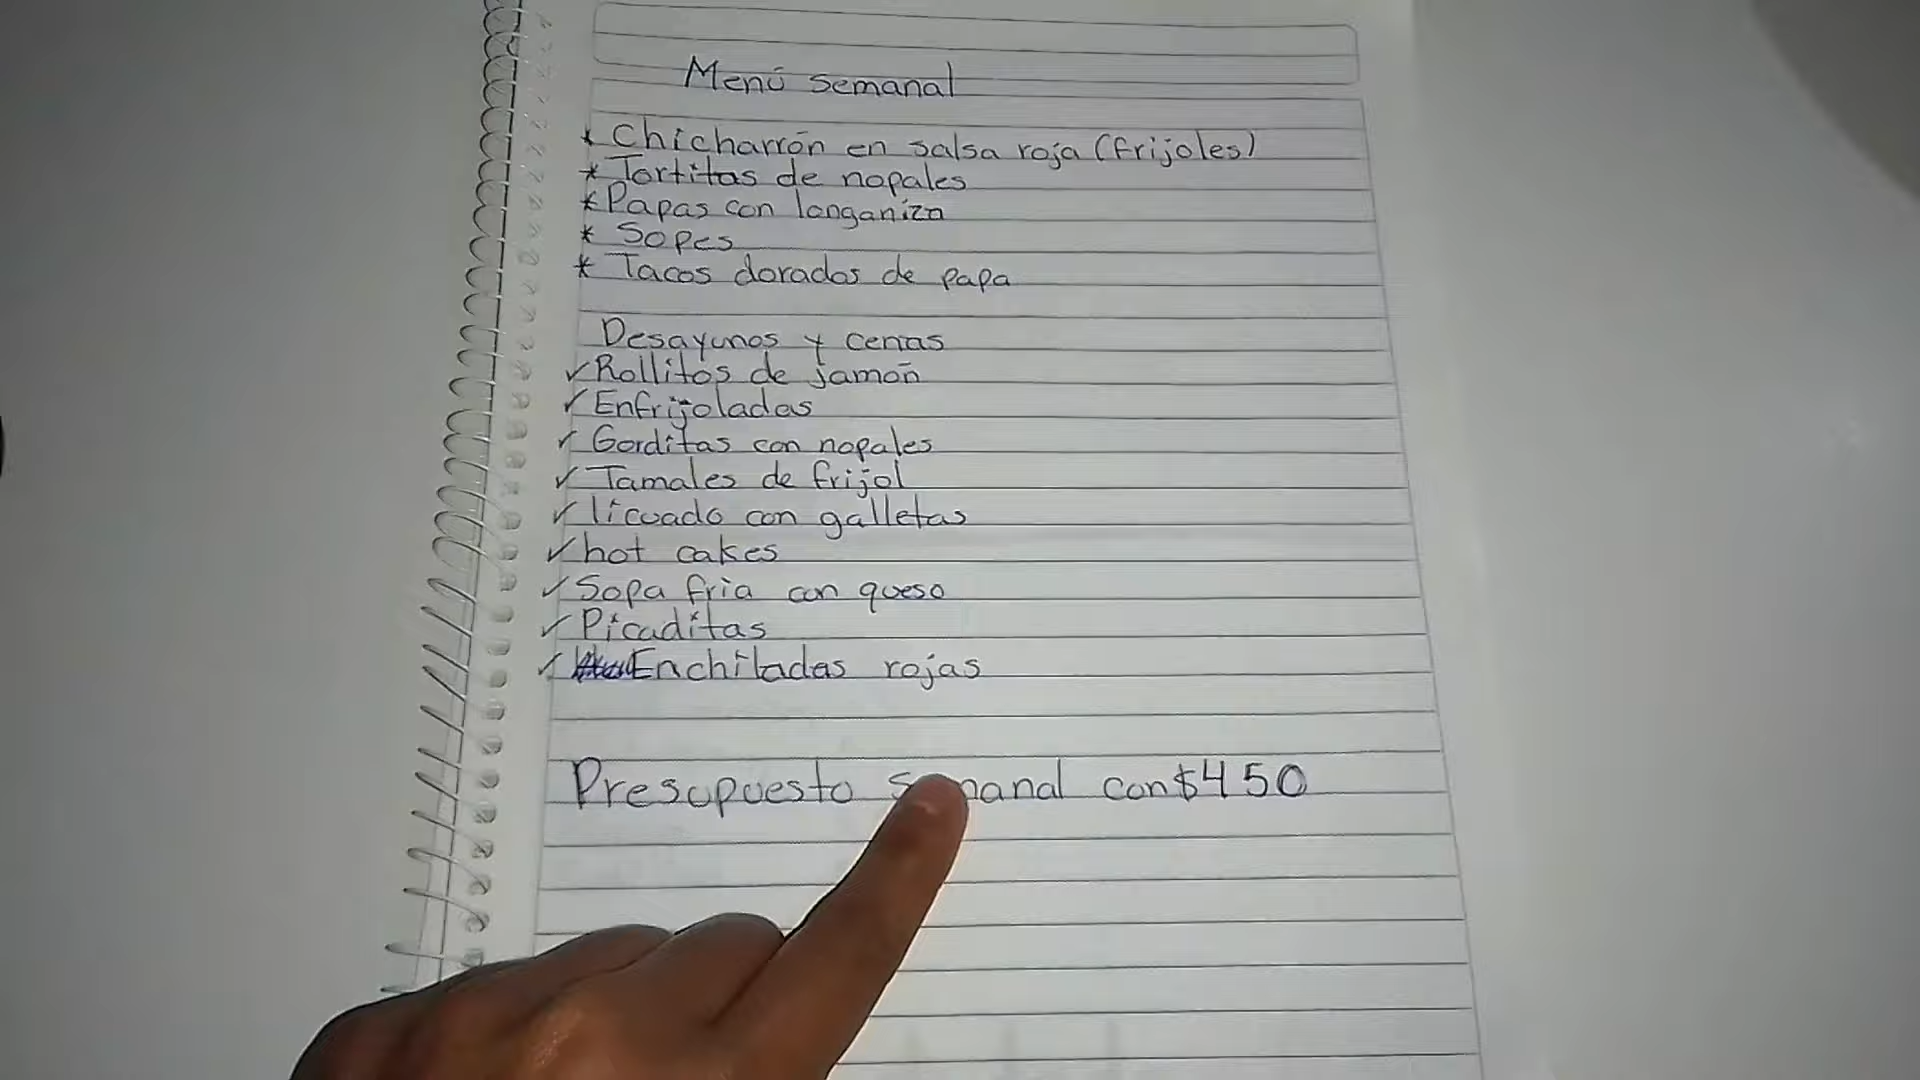 Menú semanal
* Chicharrón en salsa roja (frijoles)
* Tortitas de nopales
* Papas con longaniza
* Sopes
* Tacos dorados de papa
Desayunos y cenas
✓ Rollitos de jamón
✓ Enfrijoladas
✓ Gorditas con nopales
✓ Tamales de frijol
✓ licuado con galletas
✓ hot cakes
✓ Sopa fria con queso
✓ Picaditas
✓ Enchiladas rojas
Presupuesto semanal con $450